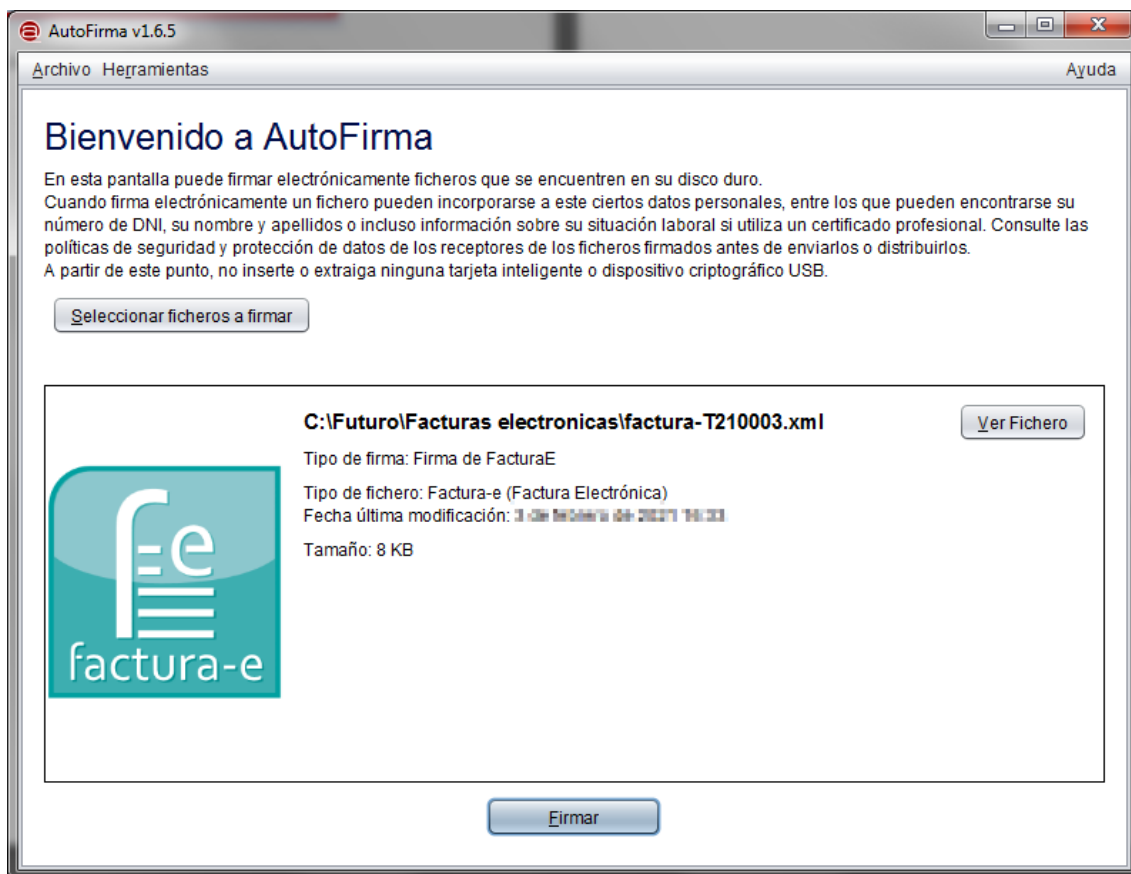 AutoFirma v1.6.5
Archivo Herramientas Ayuda
Bienvenido a AutoFirma
En esta pantalla puede firmar electrónicamente ficheros que se encuentren en su disco duro.
Cuando firma electrónicamente un fichero pueden incorporarse a este ciertos datos personales, entre los que pueden encontrarse su
número de DNI, su nombre y apellidos o incluso información sobre su situación laboral si utiliza un certificado profesional. Consulte las
políticas de seguridad y protección de datos de los receptores de los ficheros firmados antes de enviarlos o distribuirlos.
A partir de este punto, no inserte o extraiga ninguna tarjeta inteligente o dispositivo criptográfico USB.
Seleccionar ficheros a firmar
C:\Futuro\Facturas electronicas\factura-T210003.xml
Ver Fichero
Tipo de firma: Firma de FacturaE
Tipo de fichero: Factura-e (Factura Electrónica)
Fecha última modificación:
Tamaño: 8 KB
fe
factura-e
Firmar